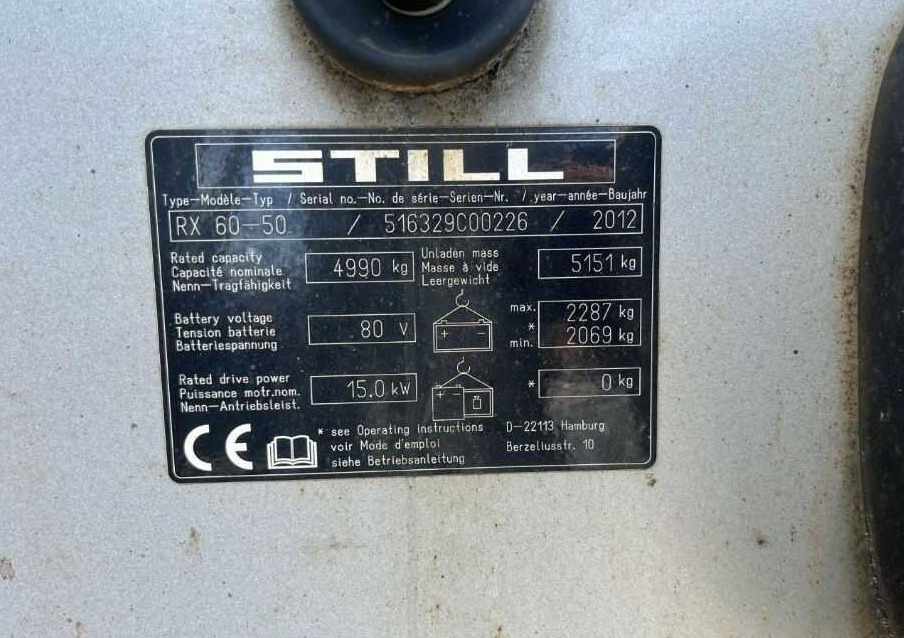 STILL
Type-Modèle-Typ / Serial no.-No. de série-Serien-Nr. / year-année-Baujahr
RX 60-50 / 516329C00226 / 2012
Rated capacity
Capacité nominale
Nenn-Tragfähigkeit
4990 kg
Unladen mass
Masse à vide
Leergewicht
5151 kg
Battery voltage
Tension batterie
Batteriespannung
80 V
+ -
max. 2287 kg
*
min. 2069 kg
Rated drive power
Puissance motr.nom.
Nenn-Antriebsleist.
15.0 kW
+ -
* 0 kg
CE
* see Operating Instructions
voir Mode d'emploi
siehe Betriebsanleitung
D-22113 Hamburg
Berzeliusstr. 10